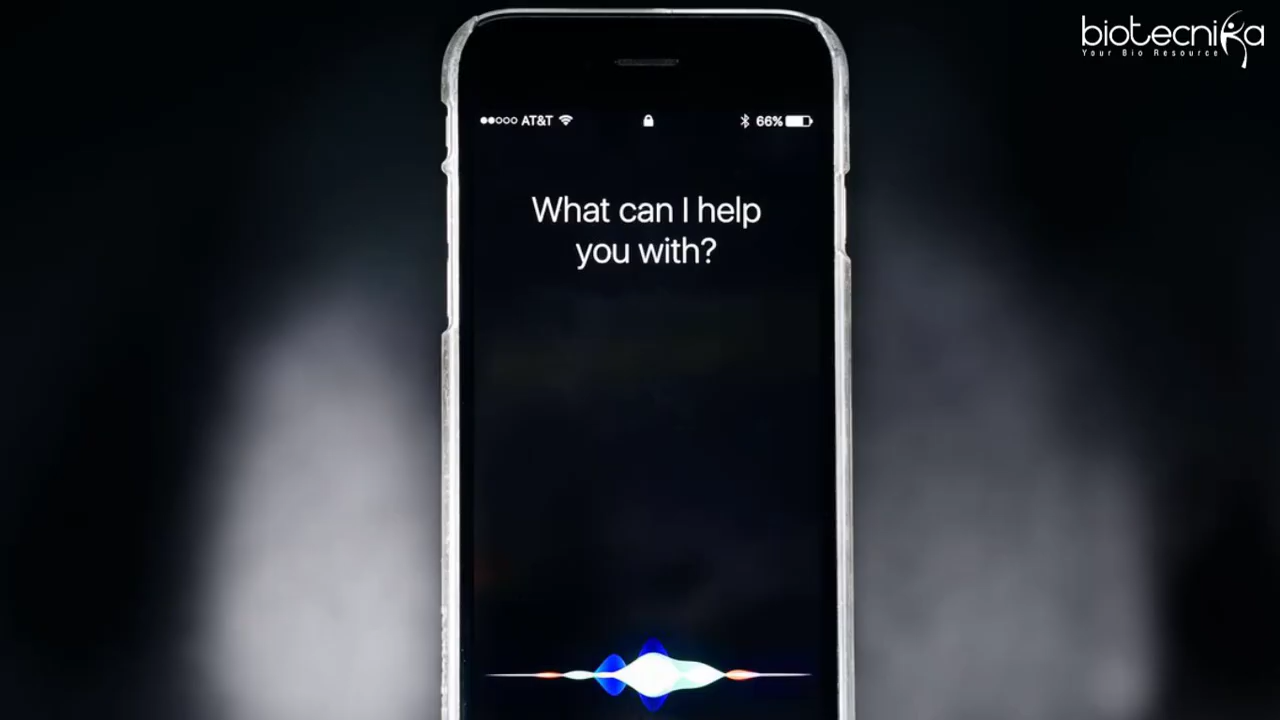 biotecnika
Your Bio Resource
AT&T 66%
What can I help
you with?